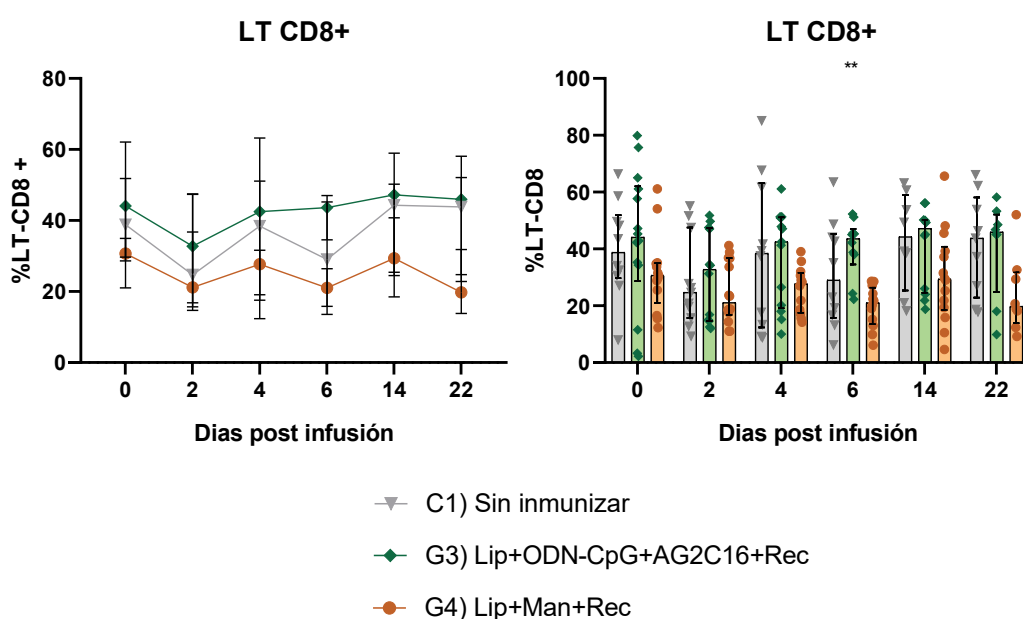 LT CD8+
80
60
40
20
0
%LT-CD8 +
0 2 4 6 14 22
Dias post infusión
LT CD8+
**
100
80
60
40
20
0
%LT-CD8
0 2 4 6 14 22
Dias post infusión
C1) Sin inmunizar
G3) Lip+ODN-CpG+AG2C16+Rec
G4) Lip+Man+Rec